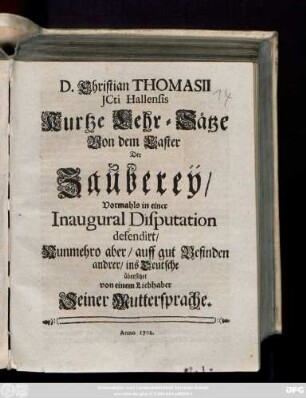 D. Christian THOMASII
JCti Hallensis
Kurtze Lehr-Sätze
Von dem Laster
Der
Zauberey/
Vormahls in einer
Inaugural Disputation
defendirt/
Nunmehro aber/ auff gut Befinden
andrer/ ins Deutsche
übersetzt
von einem Liebhaber
Seiner Muttersprache.
Anno 1702.